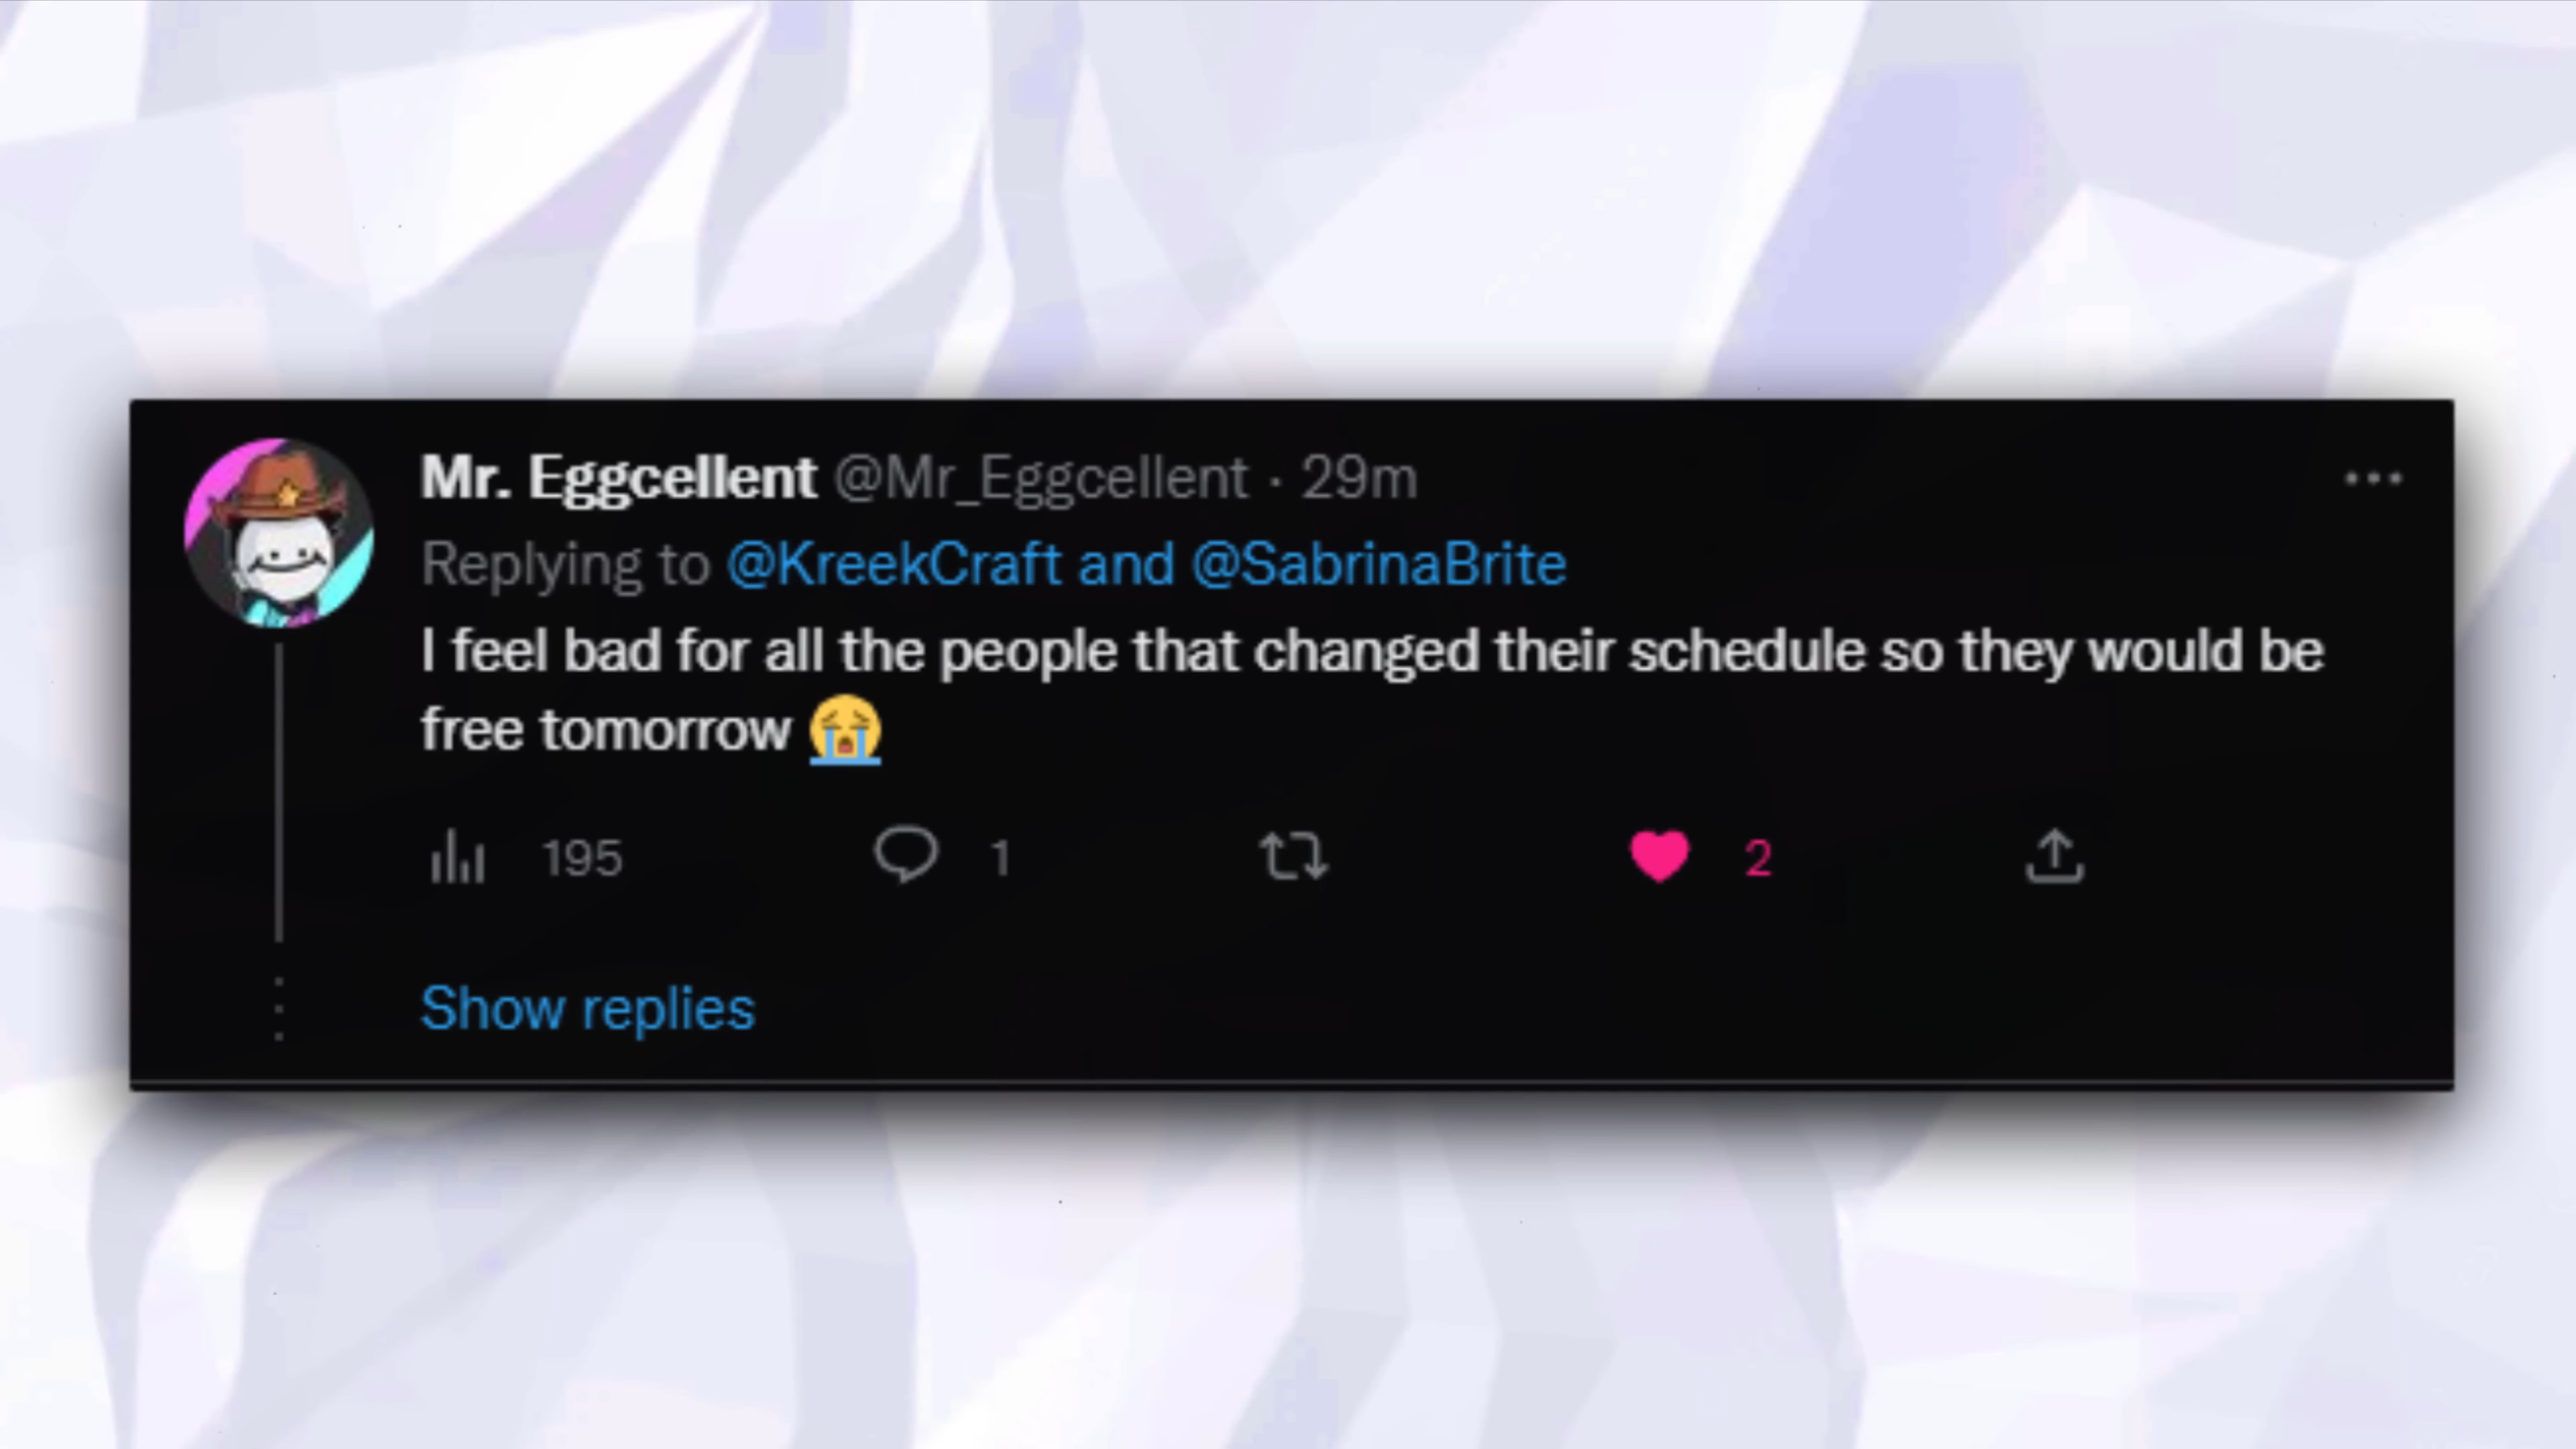 Mr. Eggcellent @Mr_Eggcellent · 29m
Replying to @KreekCraft and @SabrinaBrite
I feel bad for all the people that changed their schedule so they would be
free tomorrow 😭
195 1 2
Show replies